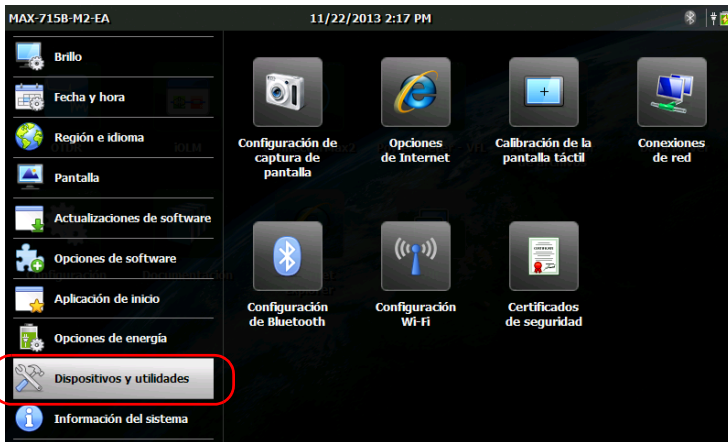 MAX-715B-M2-EA
11/22/2013 2:17 PM
Brillo
Fecha y hora
Región e idioma
Pantalla
Actualizaciones de software
Opciones de software
Aplicación de inicio
Opciones de energía
Dispositivos y utilidades
Información del sistema
Configuración de
captura de
pantalla
Opciones
de Internet
Calibración de la
pantalla táctil
Conexiones
de red
Configuración
de Bluetooth
Configuración
Wi-Fi
Certificados
de seguridad